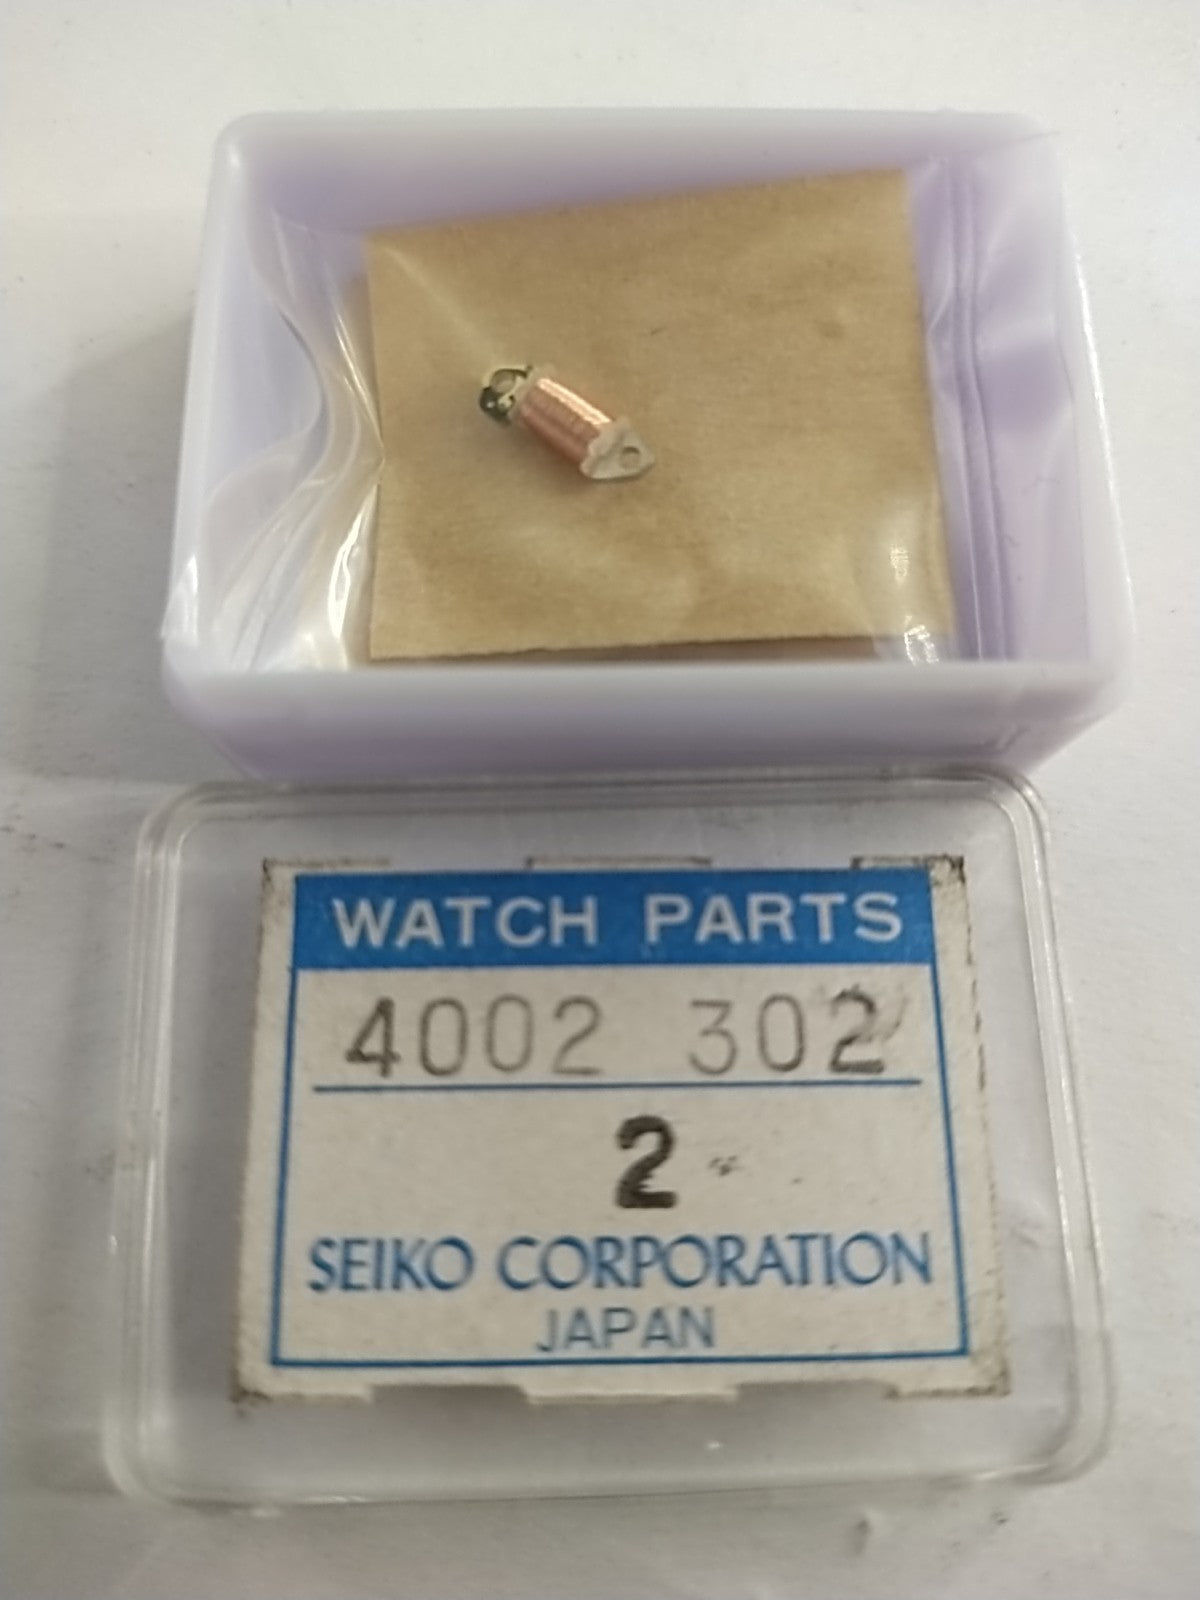 WATCH PARTS
4002 302
2
SEIKO CORPORATION
JAPAN